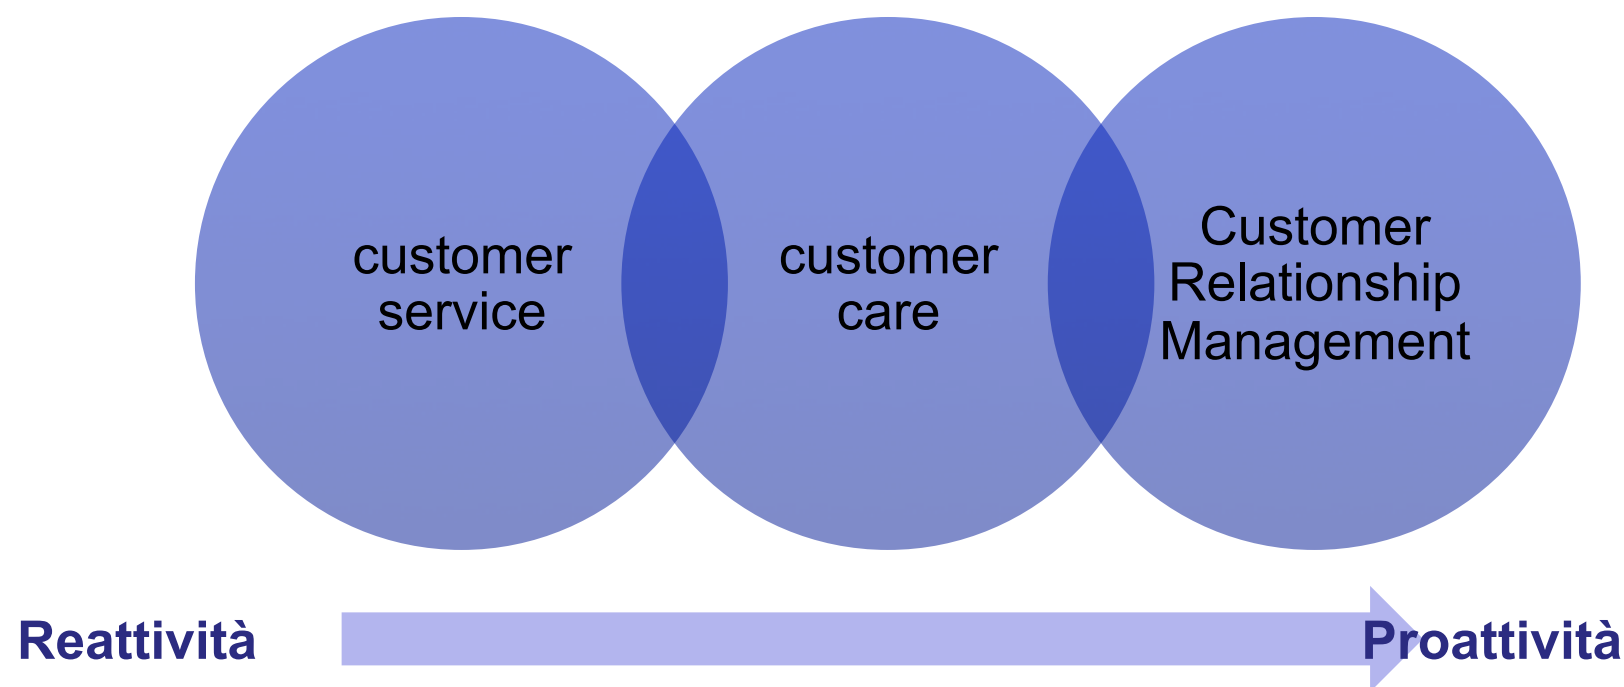 customer
service
customer
care
Customer
Relationship
Management
Reattività
Proattività